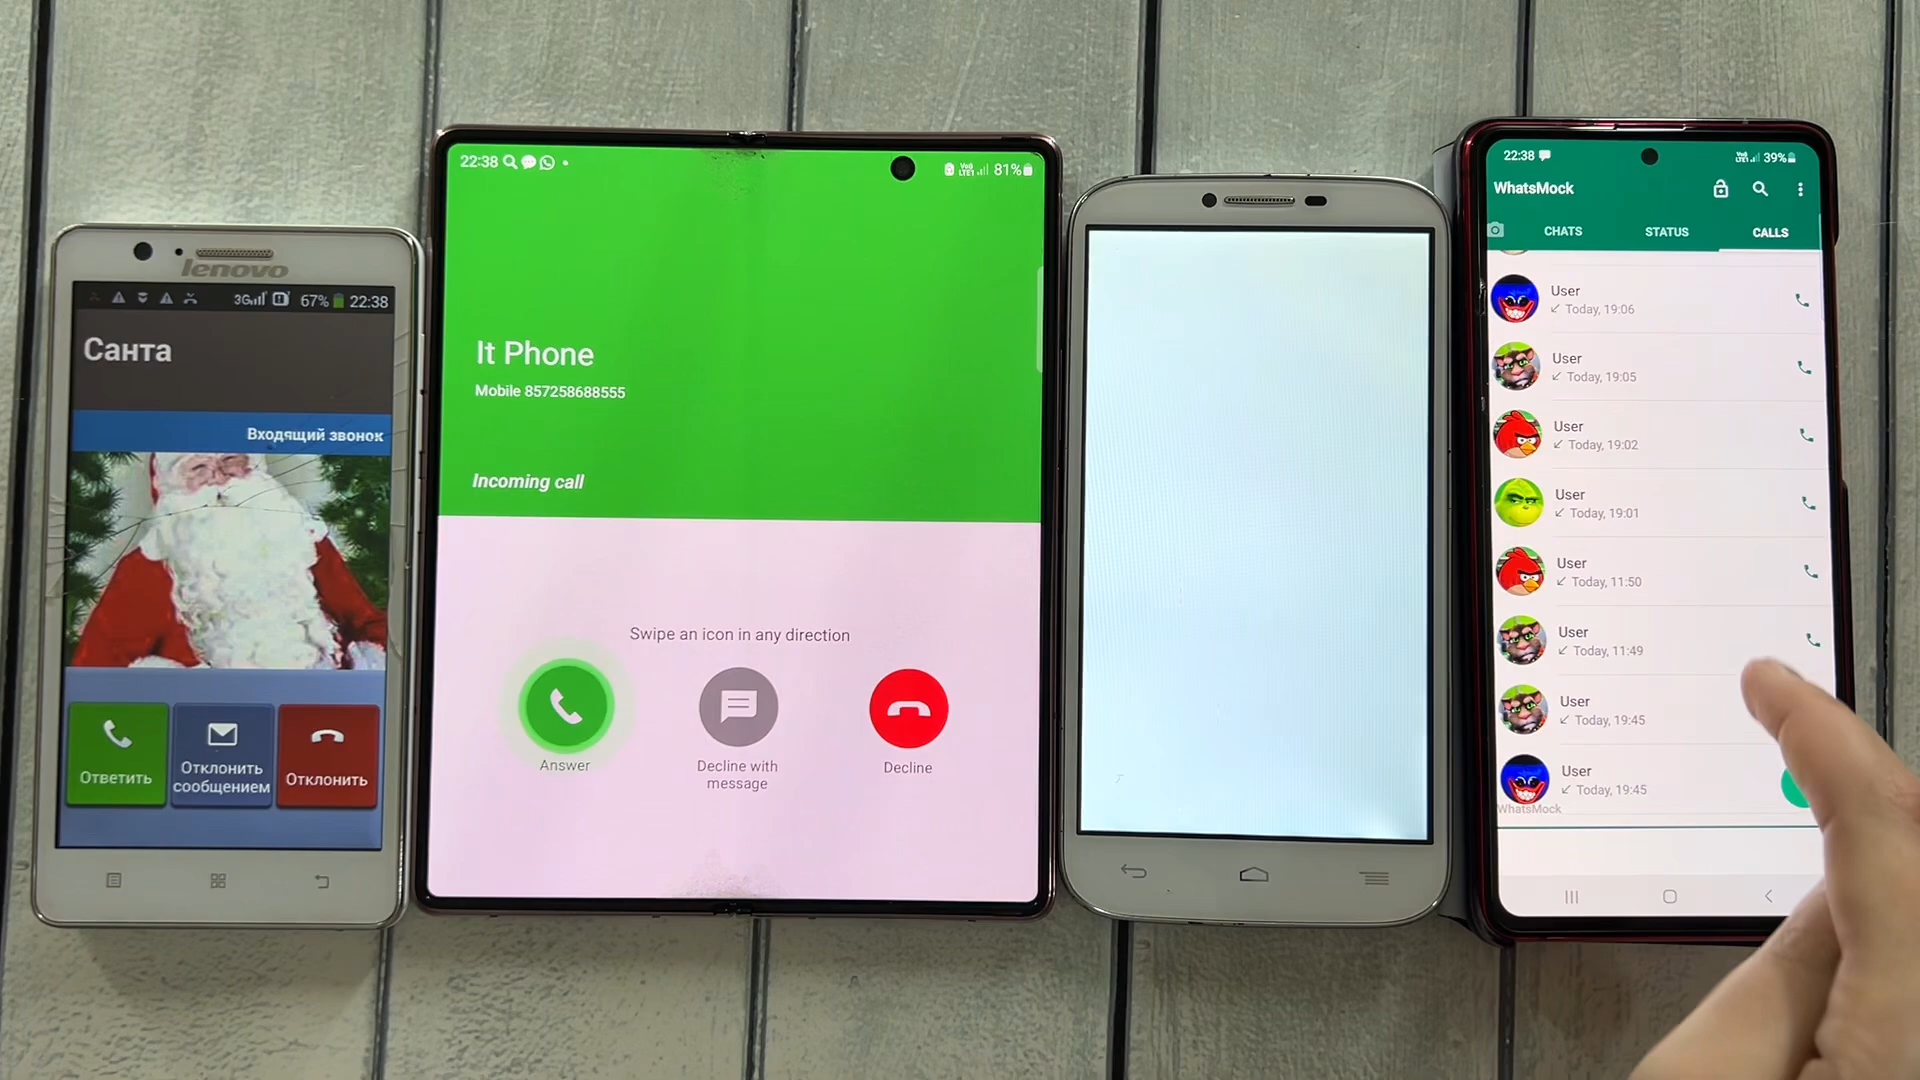 lenovo
3G 67% 22:38
Санта
Входящий звонок
Ответить
Отклонить
сообщением
Отклонить
22:38
81%
It Phone
Mobile 857258688555
Incoming call
Swipe an icon in any direction
Answer
Decline with
message
Decline
22:38
39%
WhatsMock
CHATS STATUS CALLS
User
Today, 19:06
User
Today, 19:05
User
Today, 19:02
User
Today, 19:01
User
Today, 11:50
User
Today, 11:49
User
Today, 19:45
User
Today, 19:45
WhatsMock